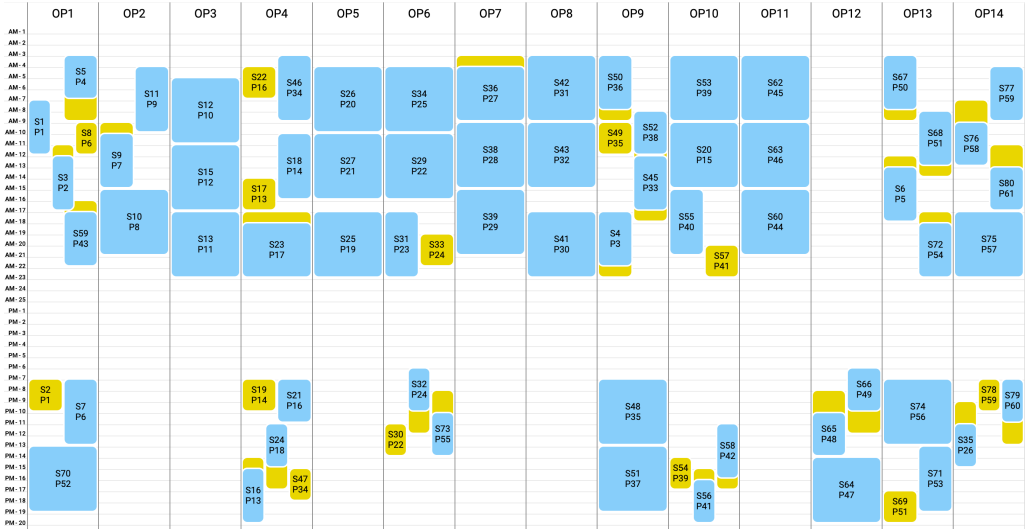 OP1 OP2 OP3 OP4 OP5 OP6 OP7 OP8 OP9 OP10 OP11 OP12 OP13 OP14
AM-1
AM-2
AM-3
AM-4
AM-5
AM-6
AM-7
AM-8
AM-9
AM-10
AM-11
AM-12
AM-13
AM-14
AM-15
AM-16
AM-17
AM-18
AM-19
AM-20
AM-21
AM-22
AM-23
AM-24
AM-25
PM-1
PM-2
PM-3
PM-4
PM-5
PM-6
PM-7
PM-8
PM-9
PM-10
PM-11
PM-12
PM-13
PM-14
PM-15
PM-16
PM-17
PM-18
PM-19
PM-20
S5
P4
S1
P1
S8
P6
S3
P2
S59
P43
S2
P1
S7
P6
S70
P52
S11
P9
S9
P7
S10
P8
S12
P10
S15
P12
S13
P11
S22
P16
S46
P34
S18
P14
S17
P13
S23
P17
S19
P14
S21
P16
S24
P18
S16
P13
S47
P34
S26
P20
S27
P21
S25
P19
S34
P25
S29
P22
S31
P23
S33
P24
S32
P24
S30
P22
S73
P55
S36
P27
S38
P28
S39
P29
S42
P31
S43
P32
S41
P30
S50
P36
S49
P35
S52
P38
S45
P33
S4
P3
S48
P35
S51
P37
S53
P39
S20
P15
S55
P40
S57
P41
S58
P42
S54
P39
S56
P41
S62
P45
S63
P46
S60
P44
S66
P49
S65
P48
S64
P47
S67
P50
S68
P51
S6
P5
S72
P54
S74
P56
S71
P53
S69
P51
S77
P59
S76
P58
S80
P61
S75
P57
S78
P59
S79
P60
S35
P26